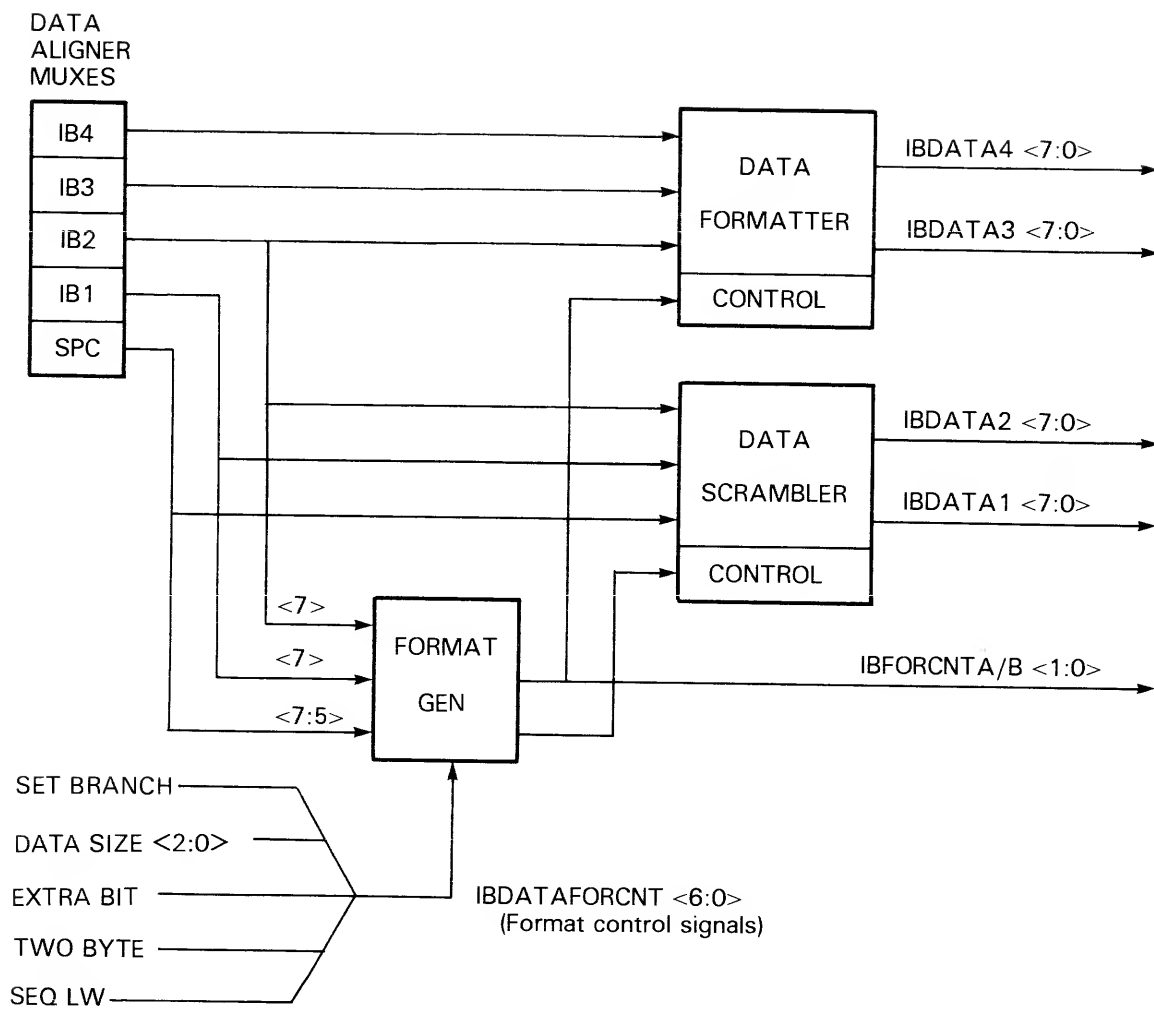 DATA
ALIGNER
MUXES
IB4
IB3
IB2
IB1
SPC
DATA
FORMATTER
CONTROL
IBDATA4 <7:0>
IBDATA3 <7:0>
DATA
SCRAMBLER
CONTROL
IBDATA2 <7:0>
IBDATA1 <7:0>
<7>
<7>
<7:5>
FORMAT
GEN
IBFORCNTA/B <1:0>
SET BRANCH
DATA SIZE <2:0>
EXTRA BIT
TWO BYTE
SEQ LW
IBDATAFORCNT <6:0>
(Format control signals)